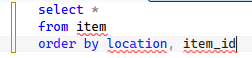 select *
from item
order by location, item_id